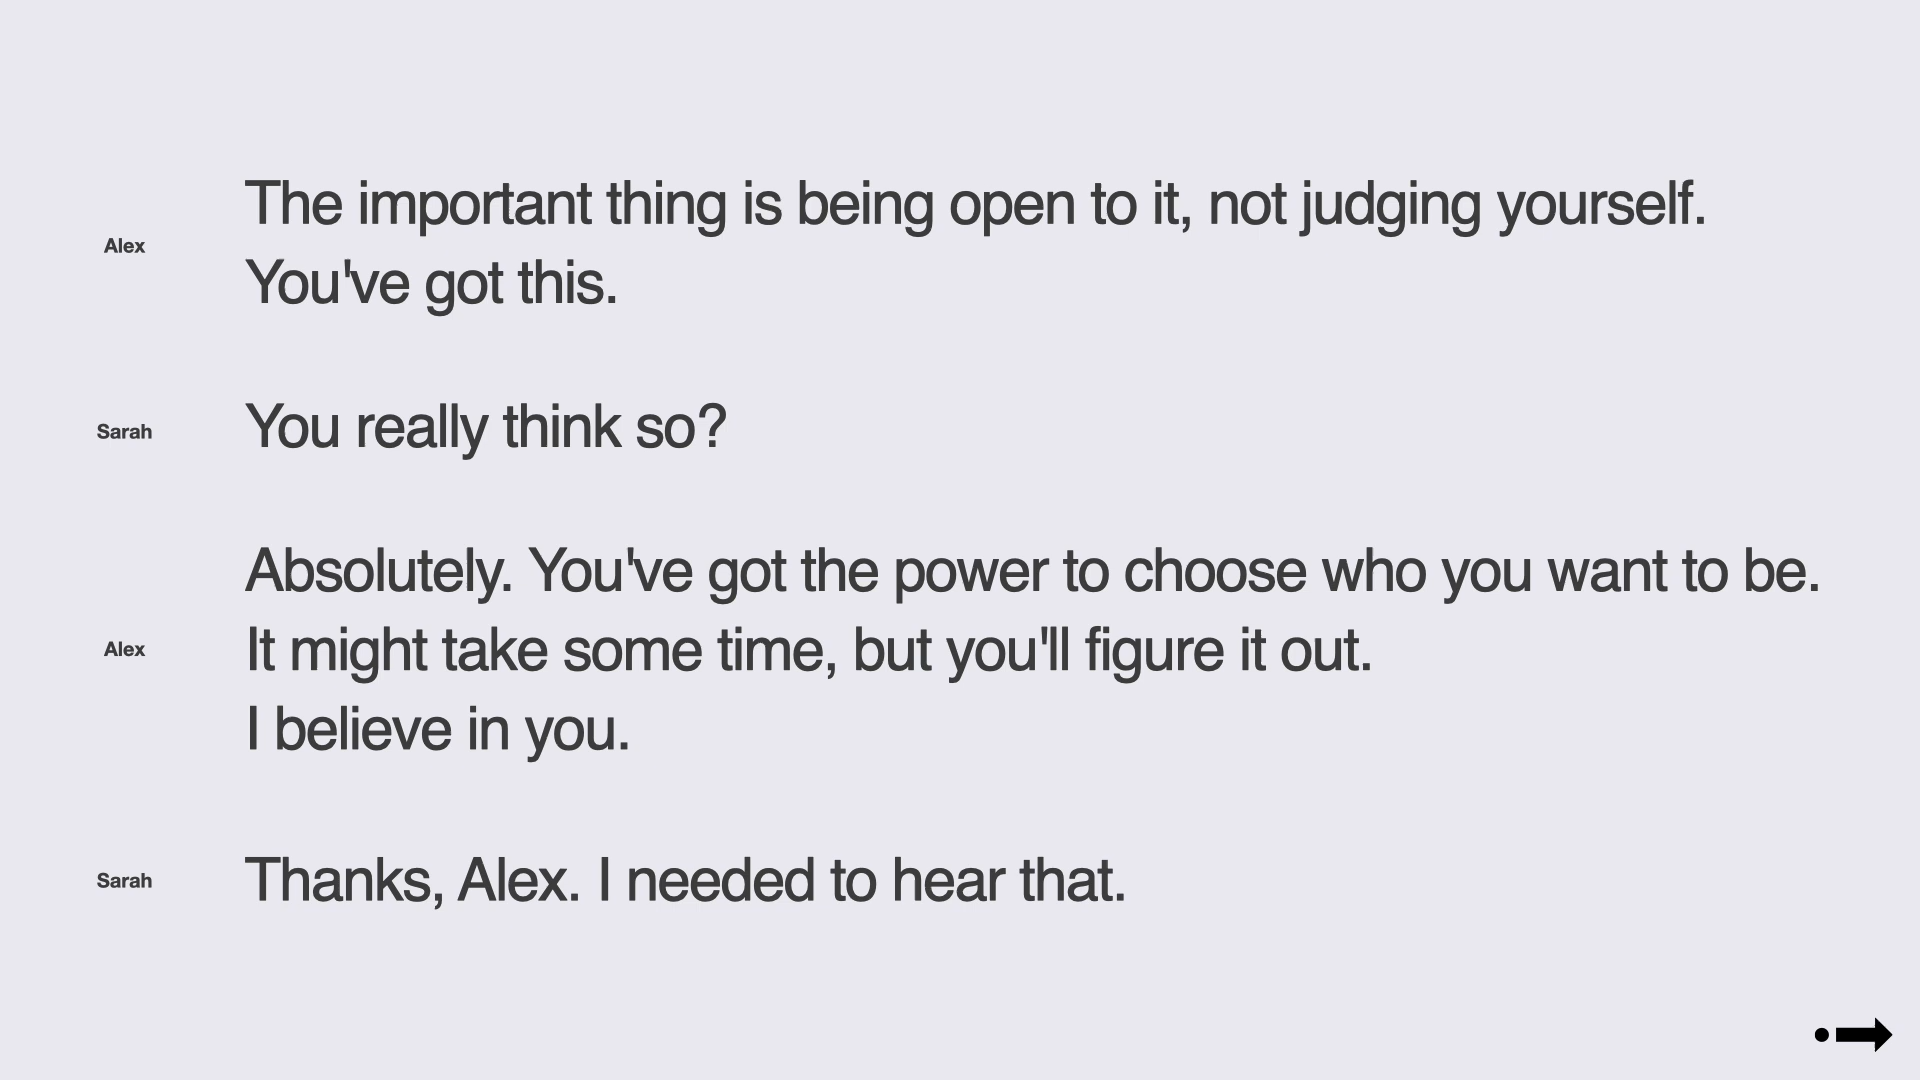 Alex
The important thing is being open to it, not judging yourself.
You've got this.
Sarah
You really think so?
Alex
Absolutely. You've got the power to choose who you want to be.
It might take some time, but you'll figure it out.
I believe in you.
Sarah
Thanks, Alex. I needed to hear that.